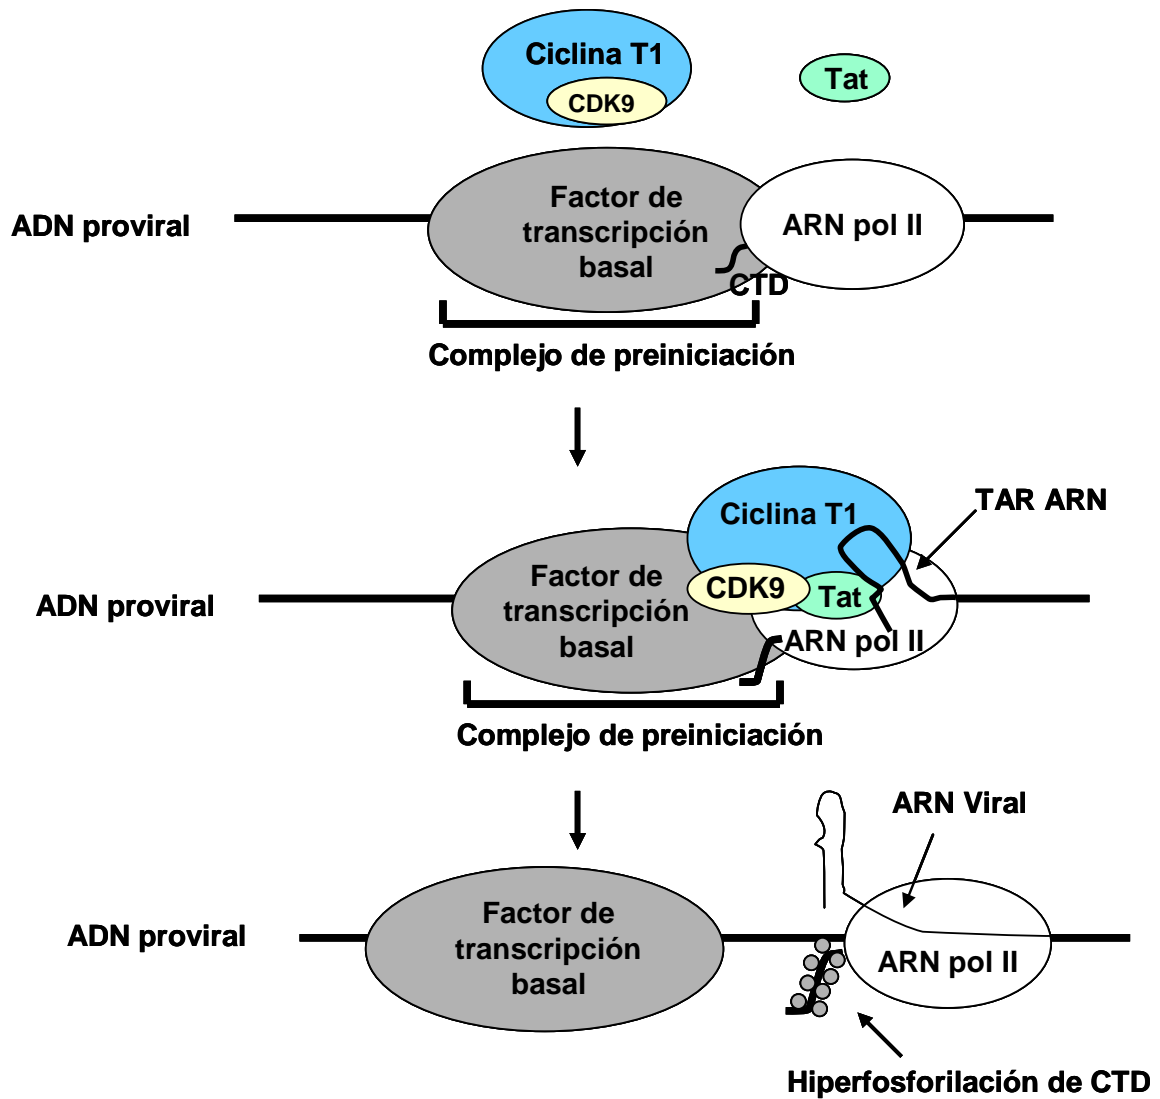 Ciclina T1
CDK9
Tat
ADN proviral
Factor de
transcripción
basal
ARN pol II
CTD
Complejo de preiniciación
Ciclina T1
TAR ARN
ADN proviral
Factor de
transcripción
basal
CDK9
Tat
ARN pol II
Complejo de preiniciación
ARN Viral
ADN proviral
Factor de
transcripción
basal
ARN pol II
Hiperfosforilación de CTD